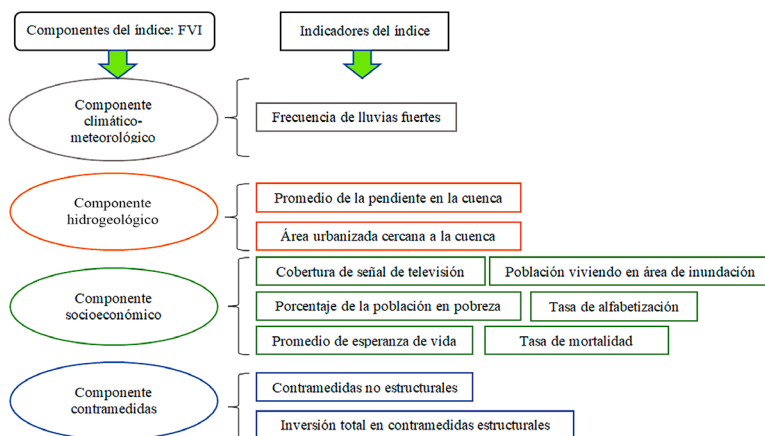 Componentes del índice: FVI
Indicadores del índice
Componente
climático-
meteorológico
Frecuencia de lluvias fuertes
Componente
hidrogeológico
Promedio de la pendiente en la cuenca
Área urbanizada cercana a la cuenca
Componente
socioeconómico
Cobertura de señal de televisión
Población viviendo en área de inundación
Porcentaje de la población en pobreza
Tasa de alfabetización
Promedio de esperanza de vida
Tasa de mortalidad
Componente
contramedidas
Contramedidas no estructurales
Inversión total en contramedidas estructurales